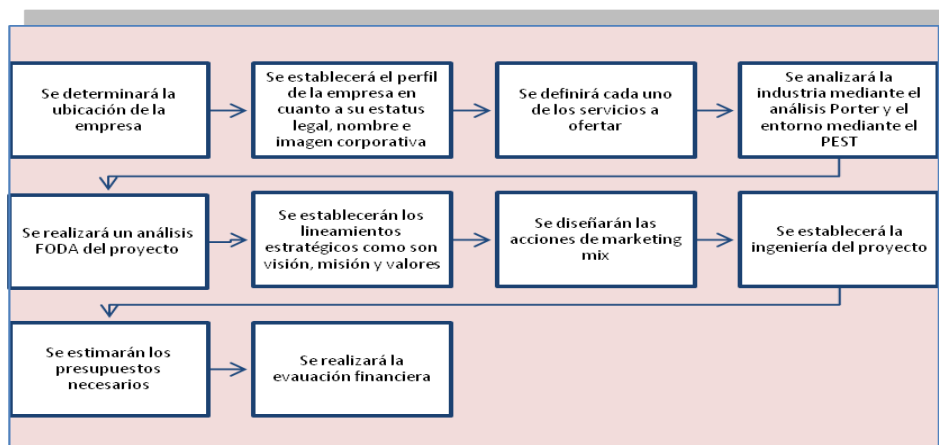 Se determinará la
ubicación de la
empresa
Se establecerá el perfil
de la empresa en
cuanto a su estatus
legal, nombre e
imagen corporativa
Se definirá cada uno
de los servicios a
ofertar
Se analizará la
industria mediante el
análisis Porter y el
entorno mediante el
PEST
Se realizará un análisis
FODA del proyecto
Se establecerán los
lineamientos
estratégicos como son
visión, misión y valores
Se diseñarán las
acciones de marketing
mix
Se establecerá la
ingeniería del proyecto
Se estimarán los
presupuestos
necesarios
Se realizará la
evauación financiera